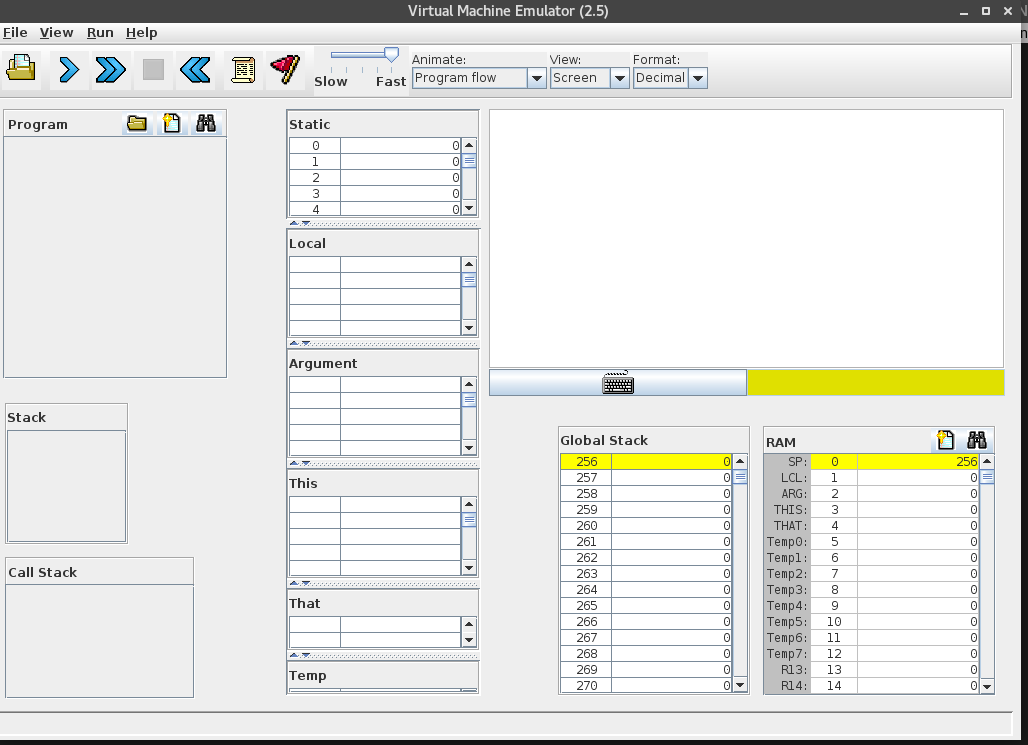 Virtual Machine Emulator (2.5)
File View Run Help
Slow Fast
Animate: View: Format:
Program flow Screen Decimal
Program
Stack
Call Stack
Static
0 0
1 0
2 0
3 0
4 0
Local
Argument
This
That
Temp
Global Stack
256 0
257 0
258 0
259 0
260 0
261 0
262 0
263 0
264 0
265 0
266 0
267 0
268 0
269 0
270 0
RAM
SP: 0 256
LCL: 1 0
ARG: 2 0
THIS: 3 0
THAT: 4 0
Temp0: 5 0
Temp1: 6 0
Temp2: 7 0
Temp3: 8 0
Temp4: 9 0
Temp5: 10 0
Temp6: 11 0
Temp7: 12 0
R13: 13 0
R14: 14 0